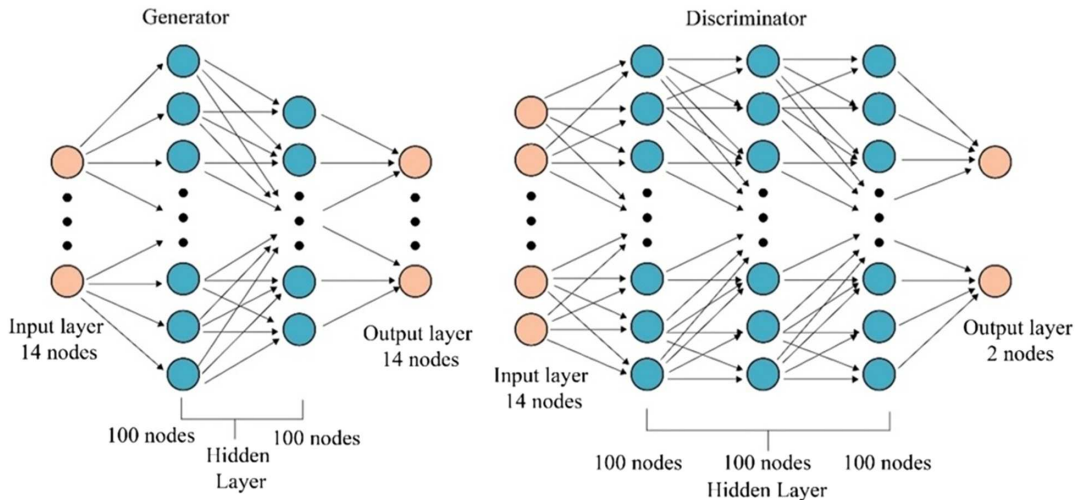 Generator
Input layer
14 nodes
100 nodes
100 nodes
Hidden
Layer
Output layer
14 nodes
Discriminator
Input layer
14 nodes
100 nodes
100 nodes
100 nodes
Hidden Layer
Output layer
2 nodes